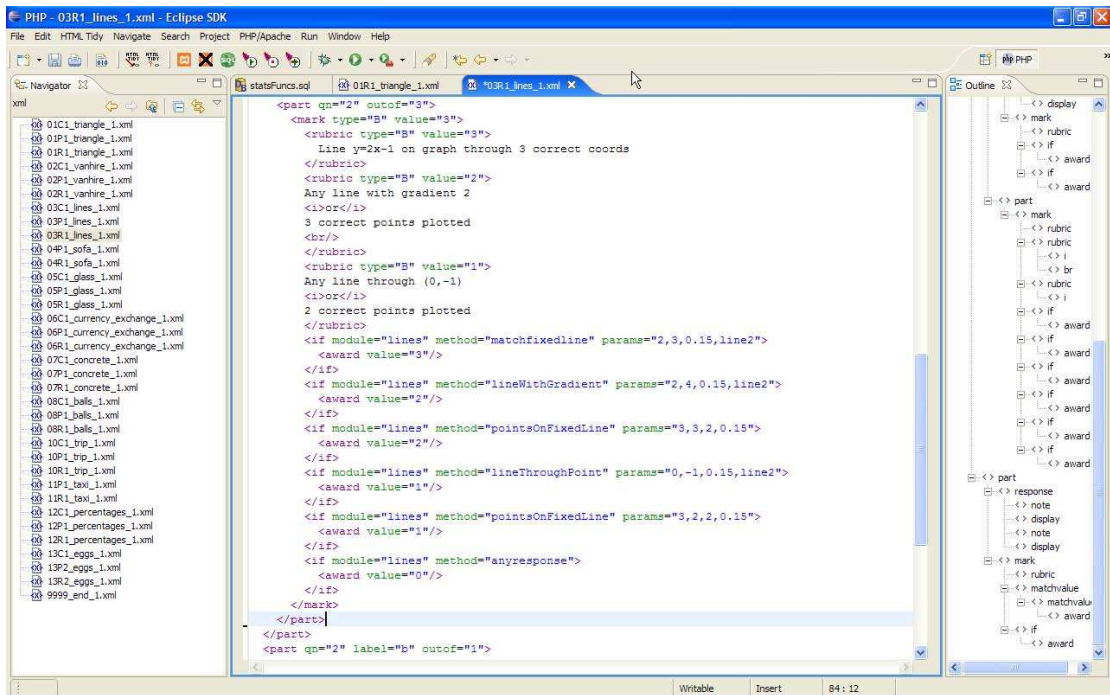 PHP - 03R1_lines_1.xml - Eclipse SDK
File Edit HTML Tidy Navigate Search Project PHP/Apache Run Window Help
PHP
Navigator
statsFuncs.sql
01R1_triangle_1.xml
*03R1_lines_1.xml
Outline
xml
01C1_triangle_1.xml
01P1_triangle_1.xml
01R1_triangle_1.xml
02C1_vanhire_1.xml
02P1_vanhire_1.xml
02R1_vanhire_1.xml
03C1_lines_1.xml
03P1_lines_1.xml
03R1_lines_1.xml
04P1_sofa_1.xml
04R1_sofa_1.xml
05C1_glass_1.xml
05P1_glass_1.xml
05R1_glass_1.xml
06C1_currency_exchange_1.xml
06P1_currency_exchange_1.xml
06R1_currency_exchange_1.xml
07C1_concrete_1.xml
07P1_concrete_1.xml
07R1_concrete_1.xml
08C1_balls_1.xml
08P1_balls_1.xml
08R1_balls_1.xml
10C1_trip_1.xml
10P1_trip_1.xml
10R1_trip_1.xml
11P1_taxi_1.xml
11R1_taxi_1.xml
12C1_percentages_1.xml
12P1_percentages_1.xml
12R1_percentages_1.xml
13C1_eggs_1.xml
13P2_eggs_1.xml
13R2_eggs_1.xml
9999_end_1.xml
<part qn="2" outof="3">
<mark type="B" value="3">
<rubric type="B" value="3">
Line y=2x-1 on graph through 3 correct coords
</rubric>
<rubric type="B" value="2">
Any line with gradient 2
<i>or</i>
3 correct points plotted
<br/>
</rubric>
<rubric type="B" value="1">
Any line through (0,-1)
<i>or</i>
2 correct points plotted
</rubric>
<if module="lines" method="matchfixedline" params="2,3,0.15,line2">
<award value="3"/>
</if>
<if module="lines" method="lineWithGradient" params="2,4,0.15,line2">
<award value="2"/>
</if>
<if module="lines" method="pointsOnFixedLine" params="3,3,2,0.15">
<award value="2"/>
</if>
<if module="lines" method="lineThroughPoint" params="0,-1,0.15,line2">
<award value="1"/>
</if>
<if module="lines" method="pointsOnFixedLine" params="3,2,2,0.15">
<award value="1"/>
</if>
<if module="lines" method="anyresponse">
<award value="0"/>
</if>
</mark>
</part>
</part>
<part qn="2" label="b" outof="1">
<> display
<> mark
<> rubric
<> if
<> award
<> if
<> award
<> part
<> mark
<> rubric
<> rubric
<> i
<> br
<> rubric
<> i
<> if
<> award
<> if
<> award
<> if
<> award
<> if
<> award
<> if
<> award
<> if
<> award
<> part
<> response
<> note
<> display
<> note
<> display
<> mark
<> rubric
<> matchvalue
<> matchvalu
<> award
<> if
<> award
Writable Insert 84 : 12